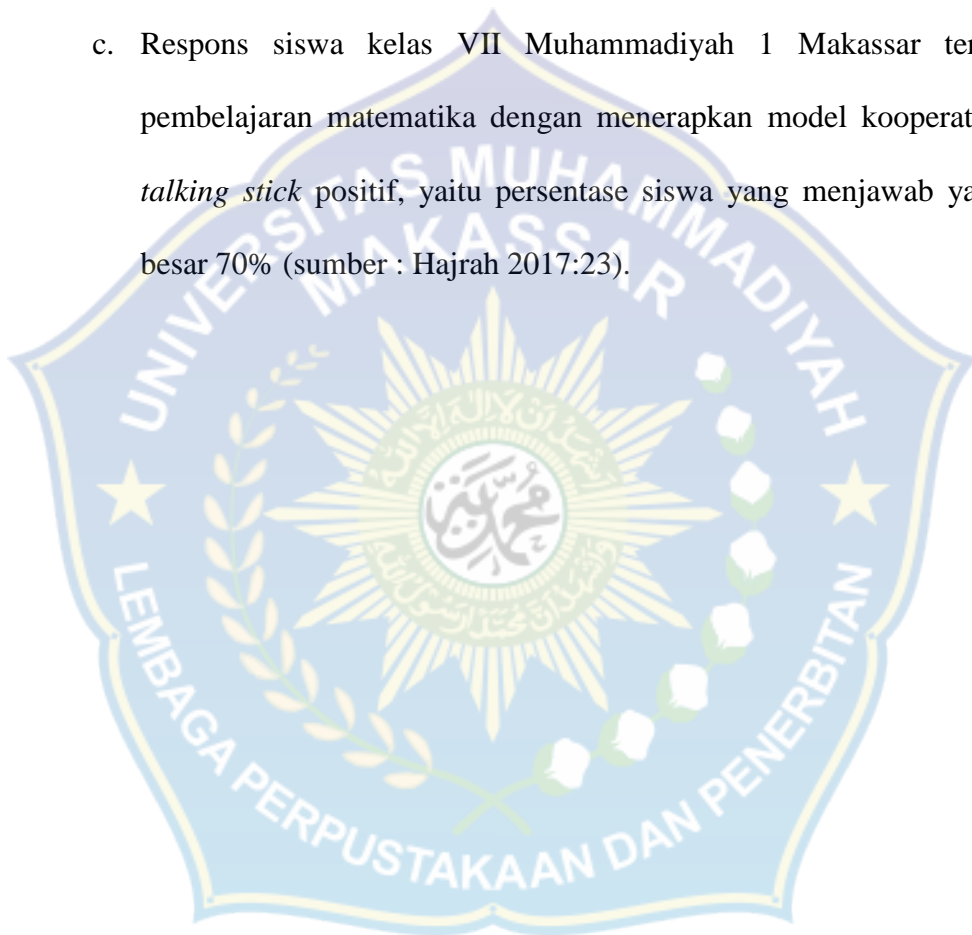 c. Respons siswa kelas VII Muhammadiyah 1 Makassar ter
pembelajaran matematika dengan menerapkan model kooperat
talking stick positif, yaitu persentase siswa yang menjawab ya
besar 70% (sumber : Hajrah 2017:23).
UNIVERSITAS MUHAMMADIYAH
MAKASSAR
LEMBAGA PERPUSTAKAAN DAN PENERBITAN